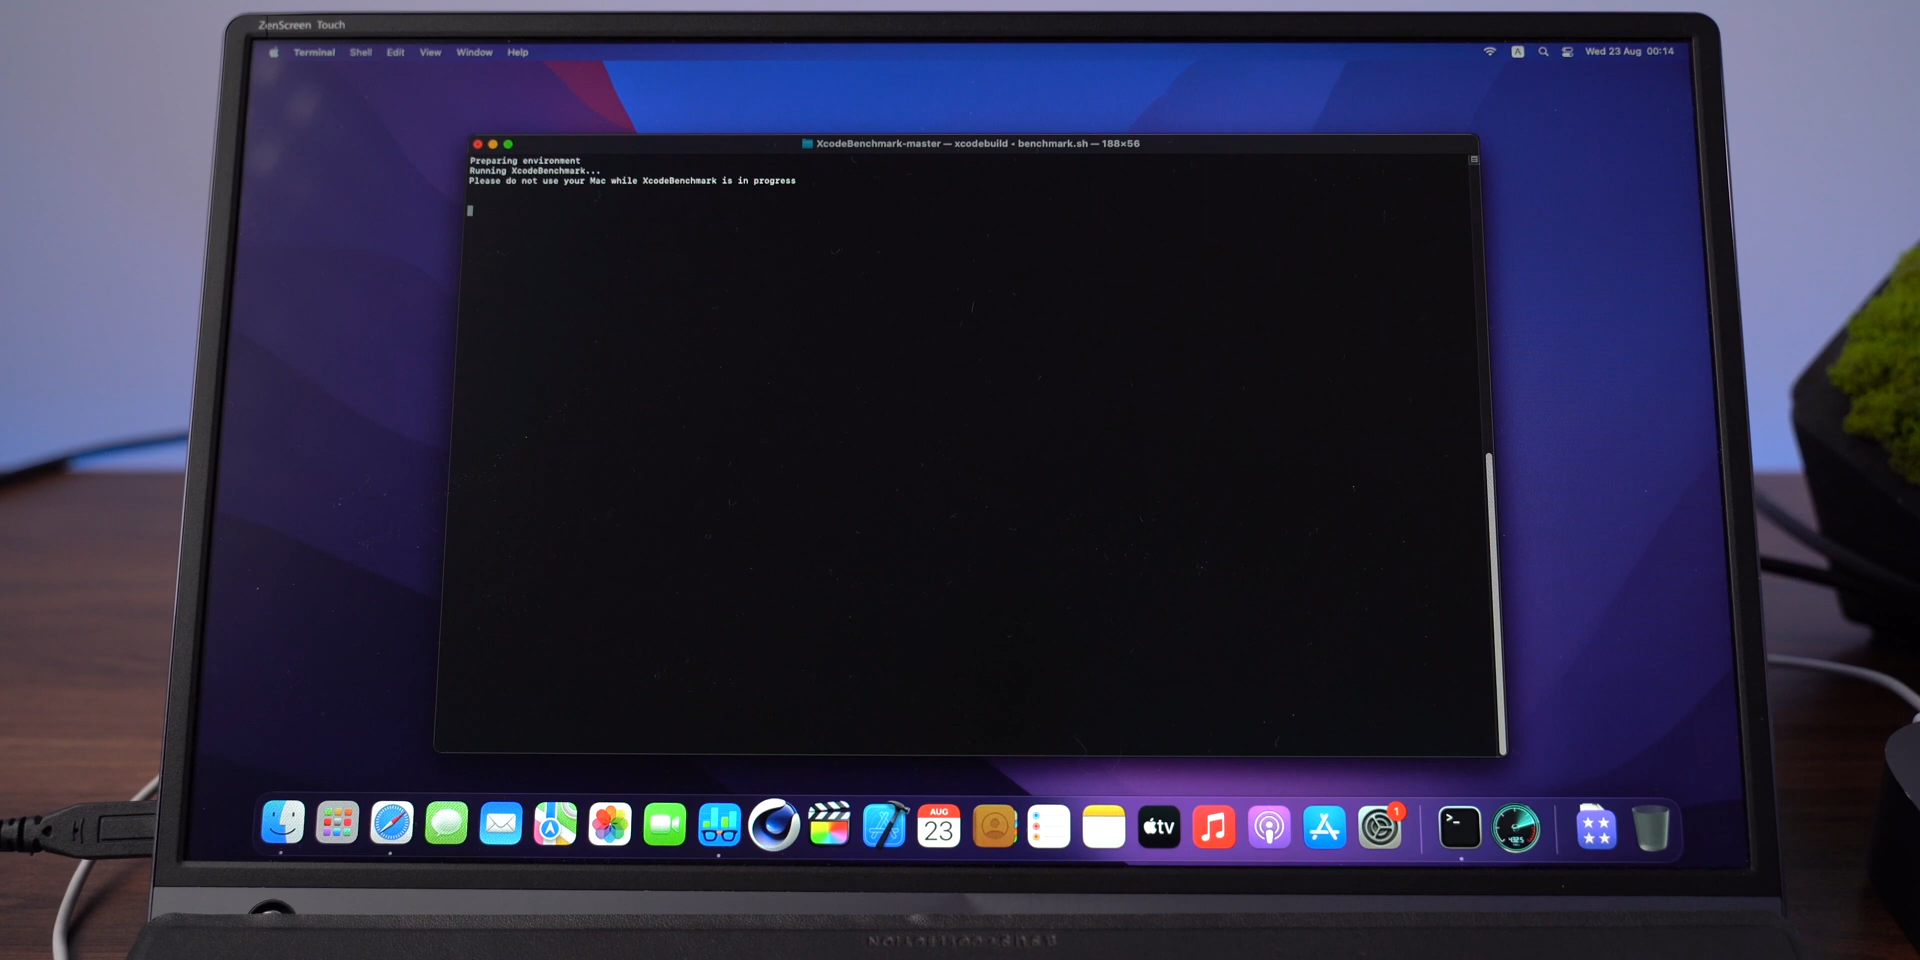 ZenScreen Touch
Terminal Shell Edit View Window Help
A Wed 23 Aug 00:14
XcodeBenchmark-master — xcodebuild • benchmark.sh — 188×56
Preparing environment
Running XcodeBenchmark...
Please do not use your Mac while XcodeBenchmark is in progress
AUG
23
tv
1
>_